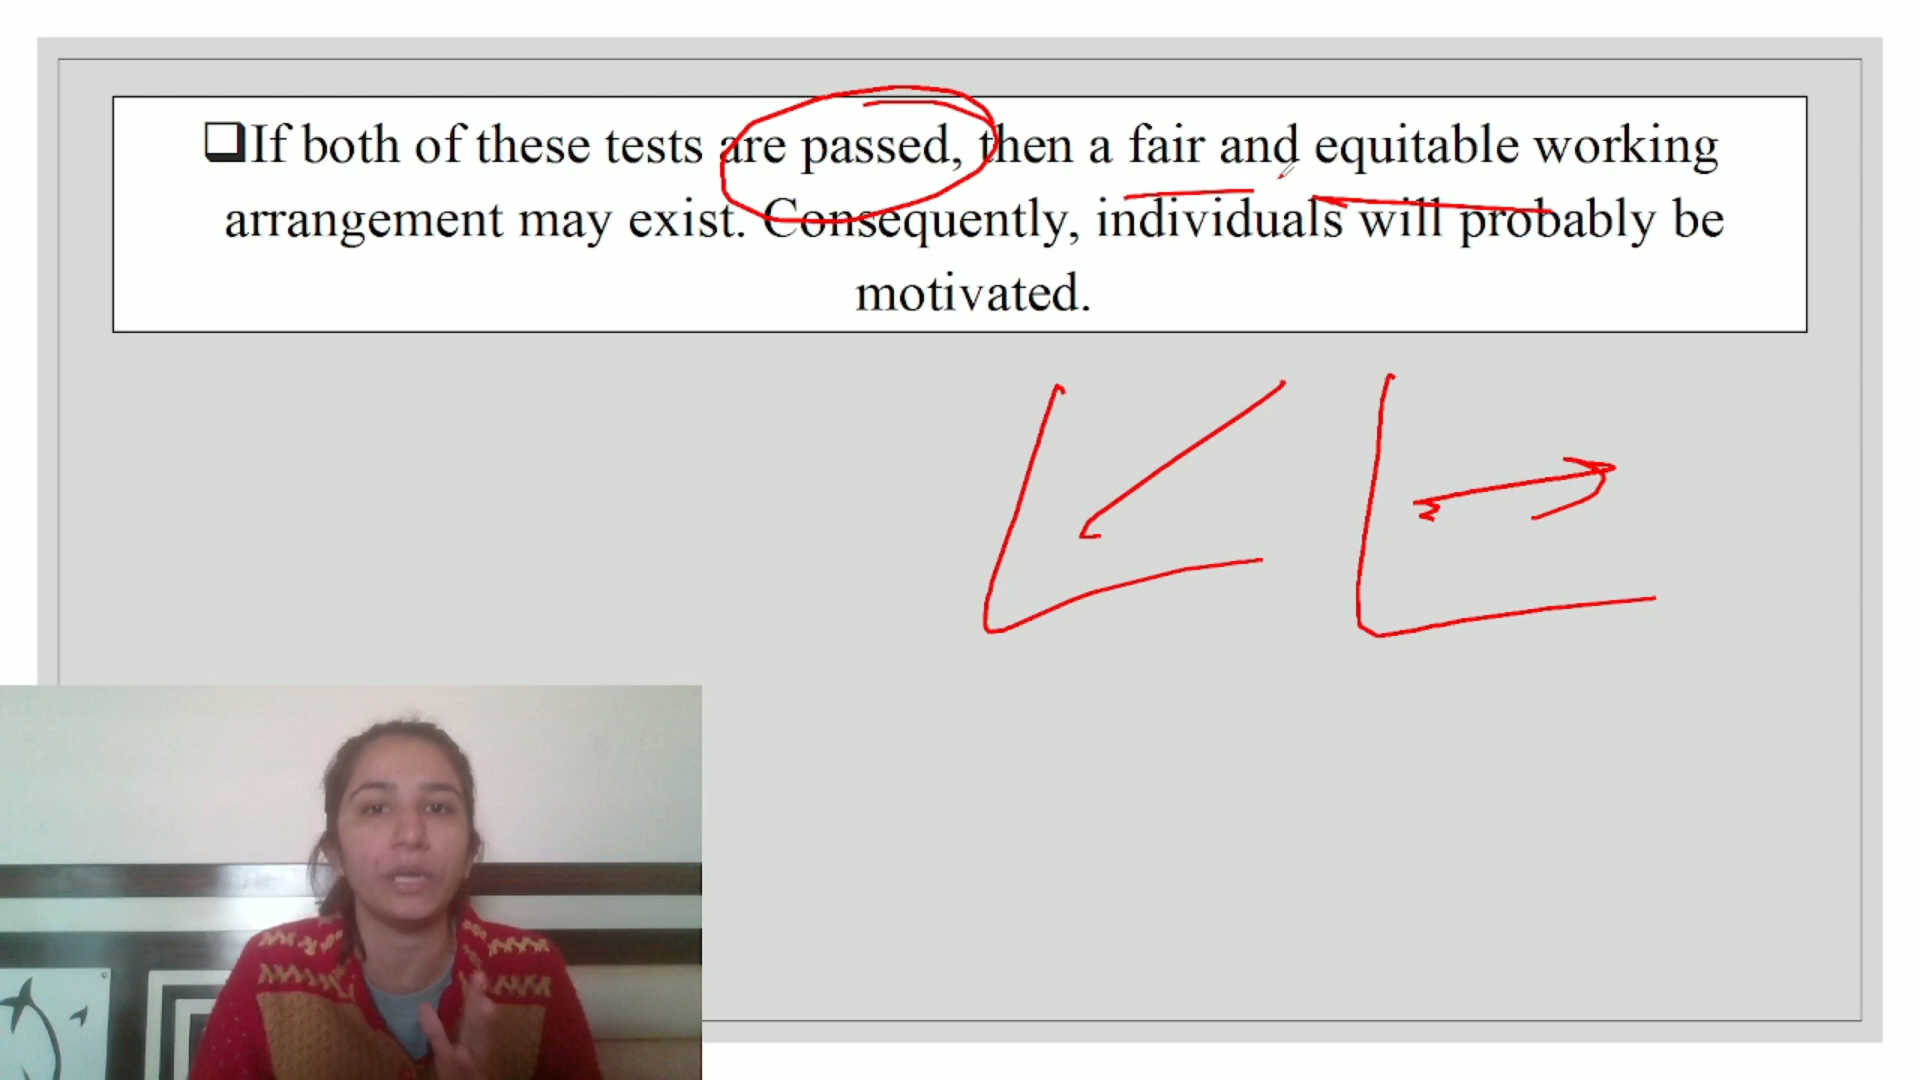 If both of these tests are passed, then a fair and equitable working
arrangement may exist. Consequently, individuals will probably be
motivated.